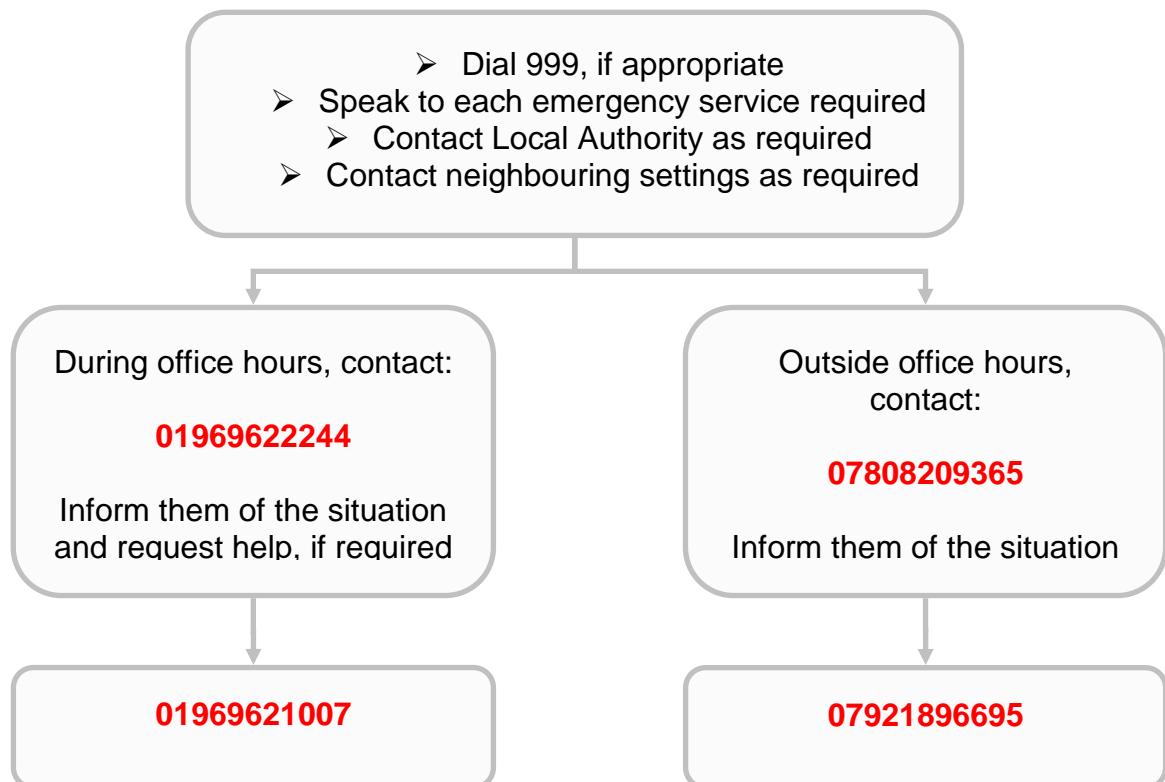 ➢ Dial 999, if appropriate
➢ Speak to each emergency service required
➢ Contact Local Authority as required
➢ Contact neighbouring settings as required
During office hours, contact:
01969622244
Inform them of the situation
and request help, if required
01969621007
Outside office hours,
contact:
07808209365
Inform them of the situation
07921896695